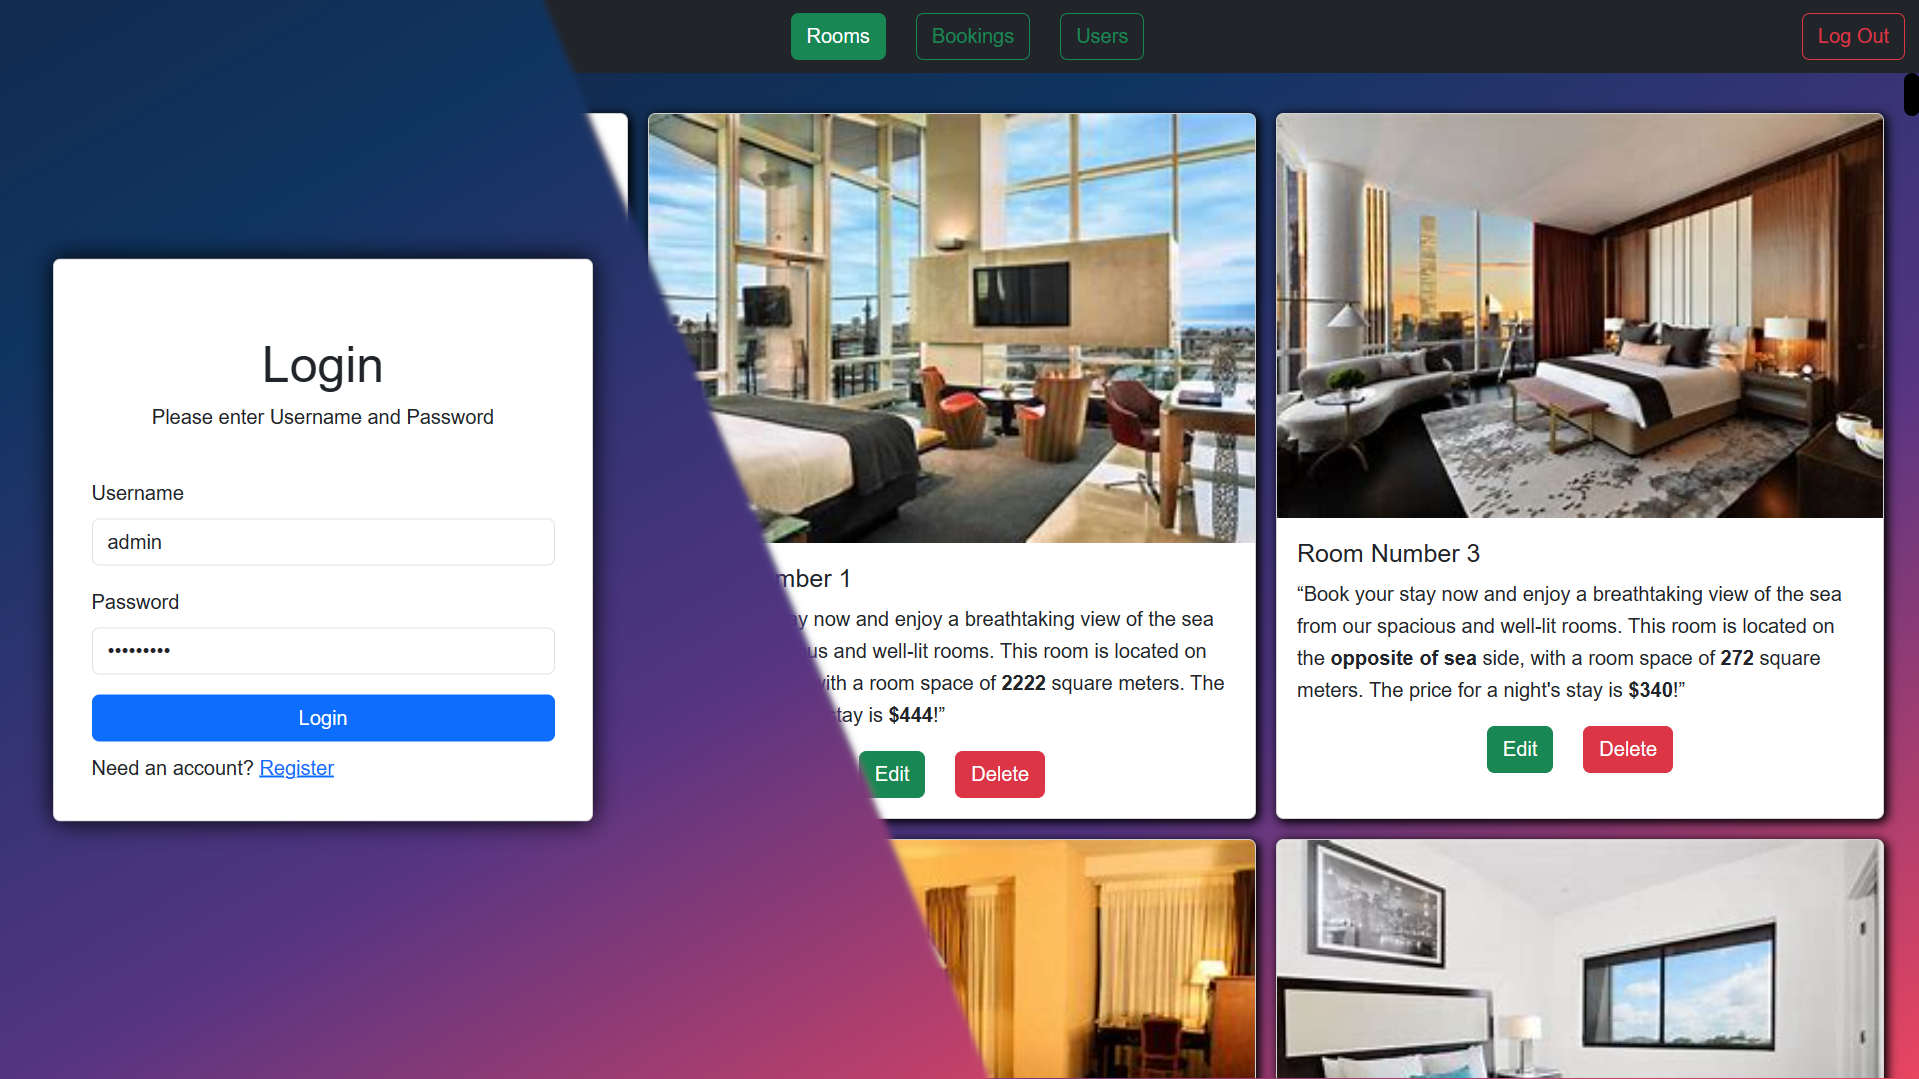 Rooms
Bookings
Users
Log Out
Login
Please enter Username and Password
Username
admin
Password
•••••••••
Login
Need an account? Register
mber 1
now and enjoy a breathtaking view of the sea
and well-lit rooms. This room is located on
with a room space of 2222 square meters. The
stay is $444!”
Edit
Delete
Room Number 3
“Book your stay now and enjoy a breathtaking view of the sea
from our spacious and well-lit rooms. This room is located on
the opposite of sea side, with a room space of 272 square
meters. The price for a night's stay is $340!”
Edit
Delete